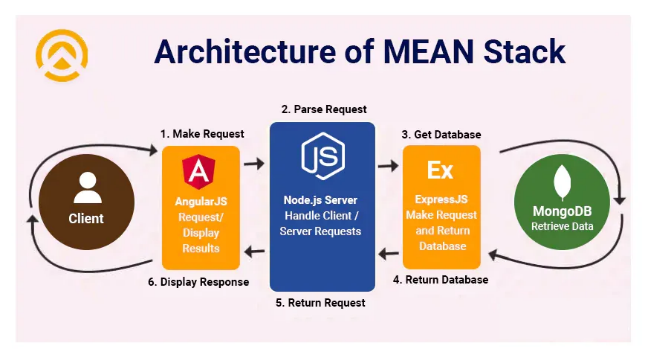 Architecture of MEAN Stack
2. Parse Request
1. Make Request
3. Get Database
JS
Ex
A
AngularJS
Request/
Display
Results
Node.js Server
Handle Client /
Server Requests
ExpressJS
Make Request
and Return
Database
Client
MongoDB
Retrieve Data
6. Display Response
4. Return Database
5. Return Request